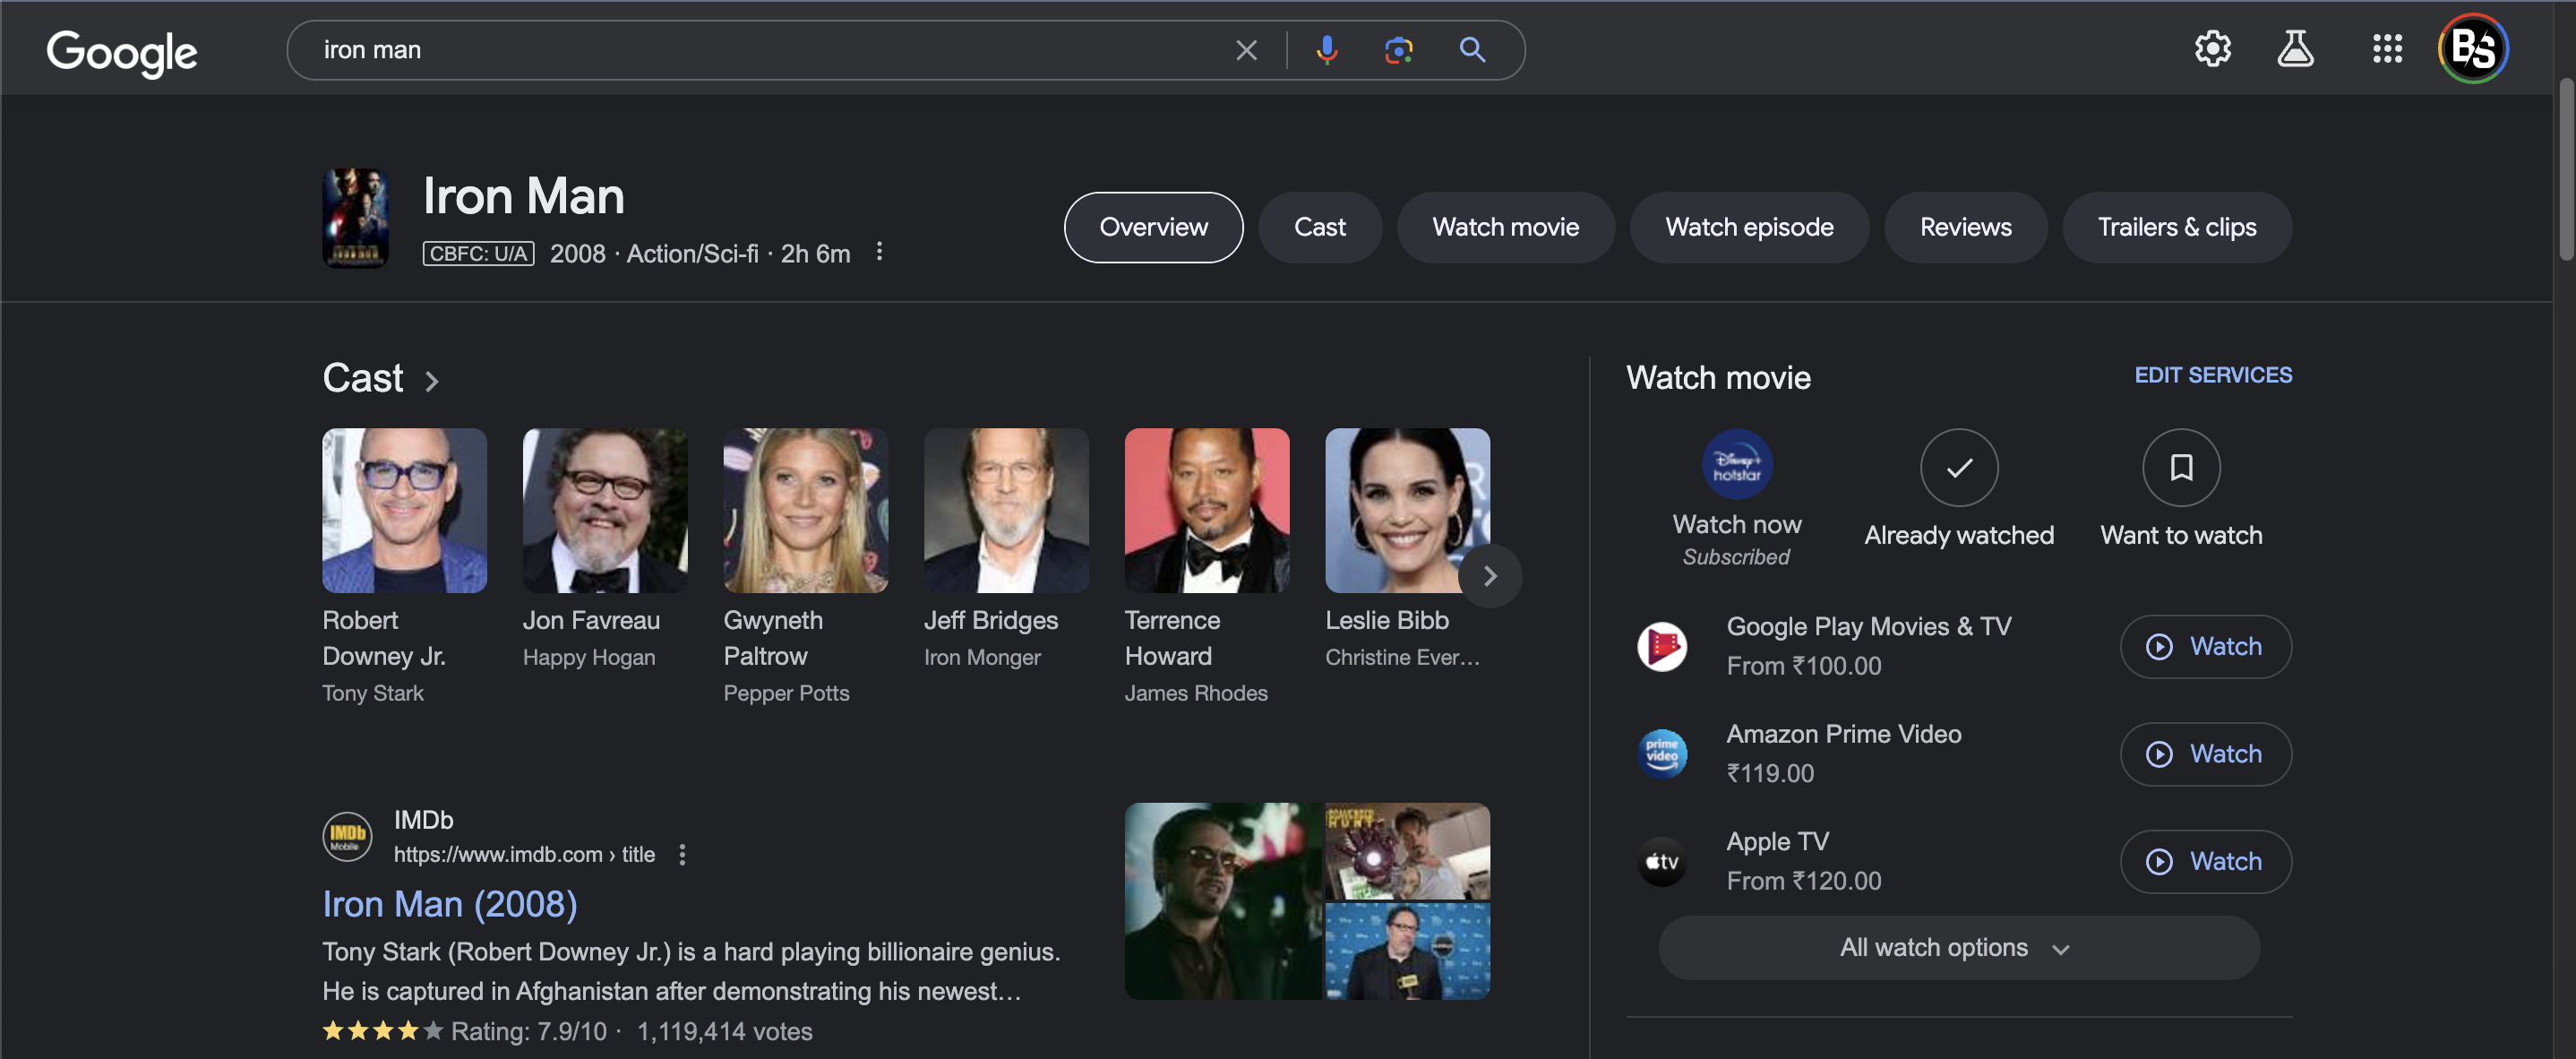 Google
iron man
BS
Iron Man
CBFC: U/A 2008 · Action/Sci-fi · 2h 6m
Overview
Cast
Watch movie
Watch episode
Reviews
Trailers & clips
Cast
Robert
Downey Jr.
Tony Stark
Jon Favreau
Happy Hogan
Gwyneth
Paltrow
Pepper Potts
Jeff Bridges
Iron Monger
Terrence
Howard
James Rhodes
Leslie Bibb
Christine Ever...
IMDb
Mobile
IMDb
https://www.imdb.com › title
Iron Man (2008)
Tony Stark (Robert Downey Jr.) is a hard playing billionaire genius.
He is captured in Afghanistan after demonstrating his newest...
Rating: 7.9/10 · 1,119,414 votes
Watch movie
EDIT SERVICES
Disney+
hotstar
Watch now
Subscribed
Already watched
Want to watch
Google Play Movies & TV
From ₹100.00
Watch
prime
video
Amazon Prime Video
₹119.00
Watch
tv
Apple TV
From ₹120.00
Watch
All watch options